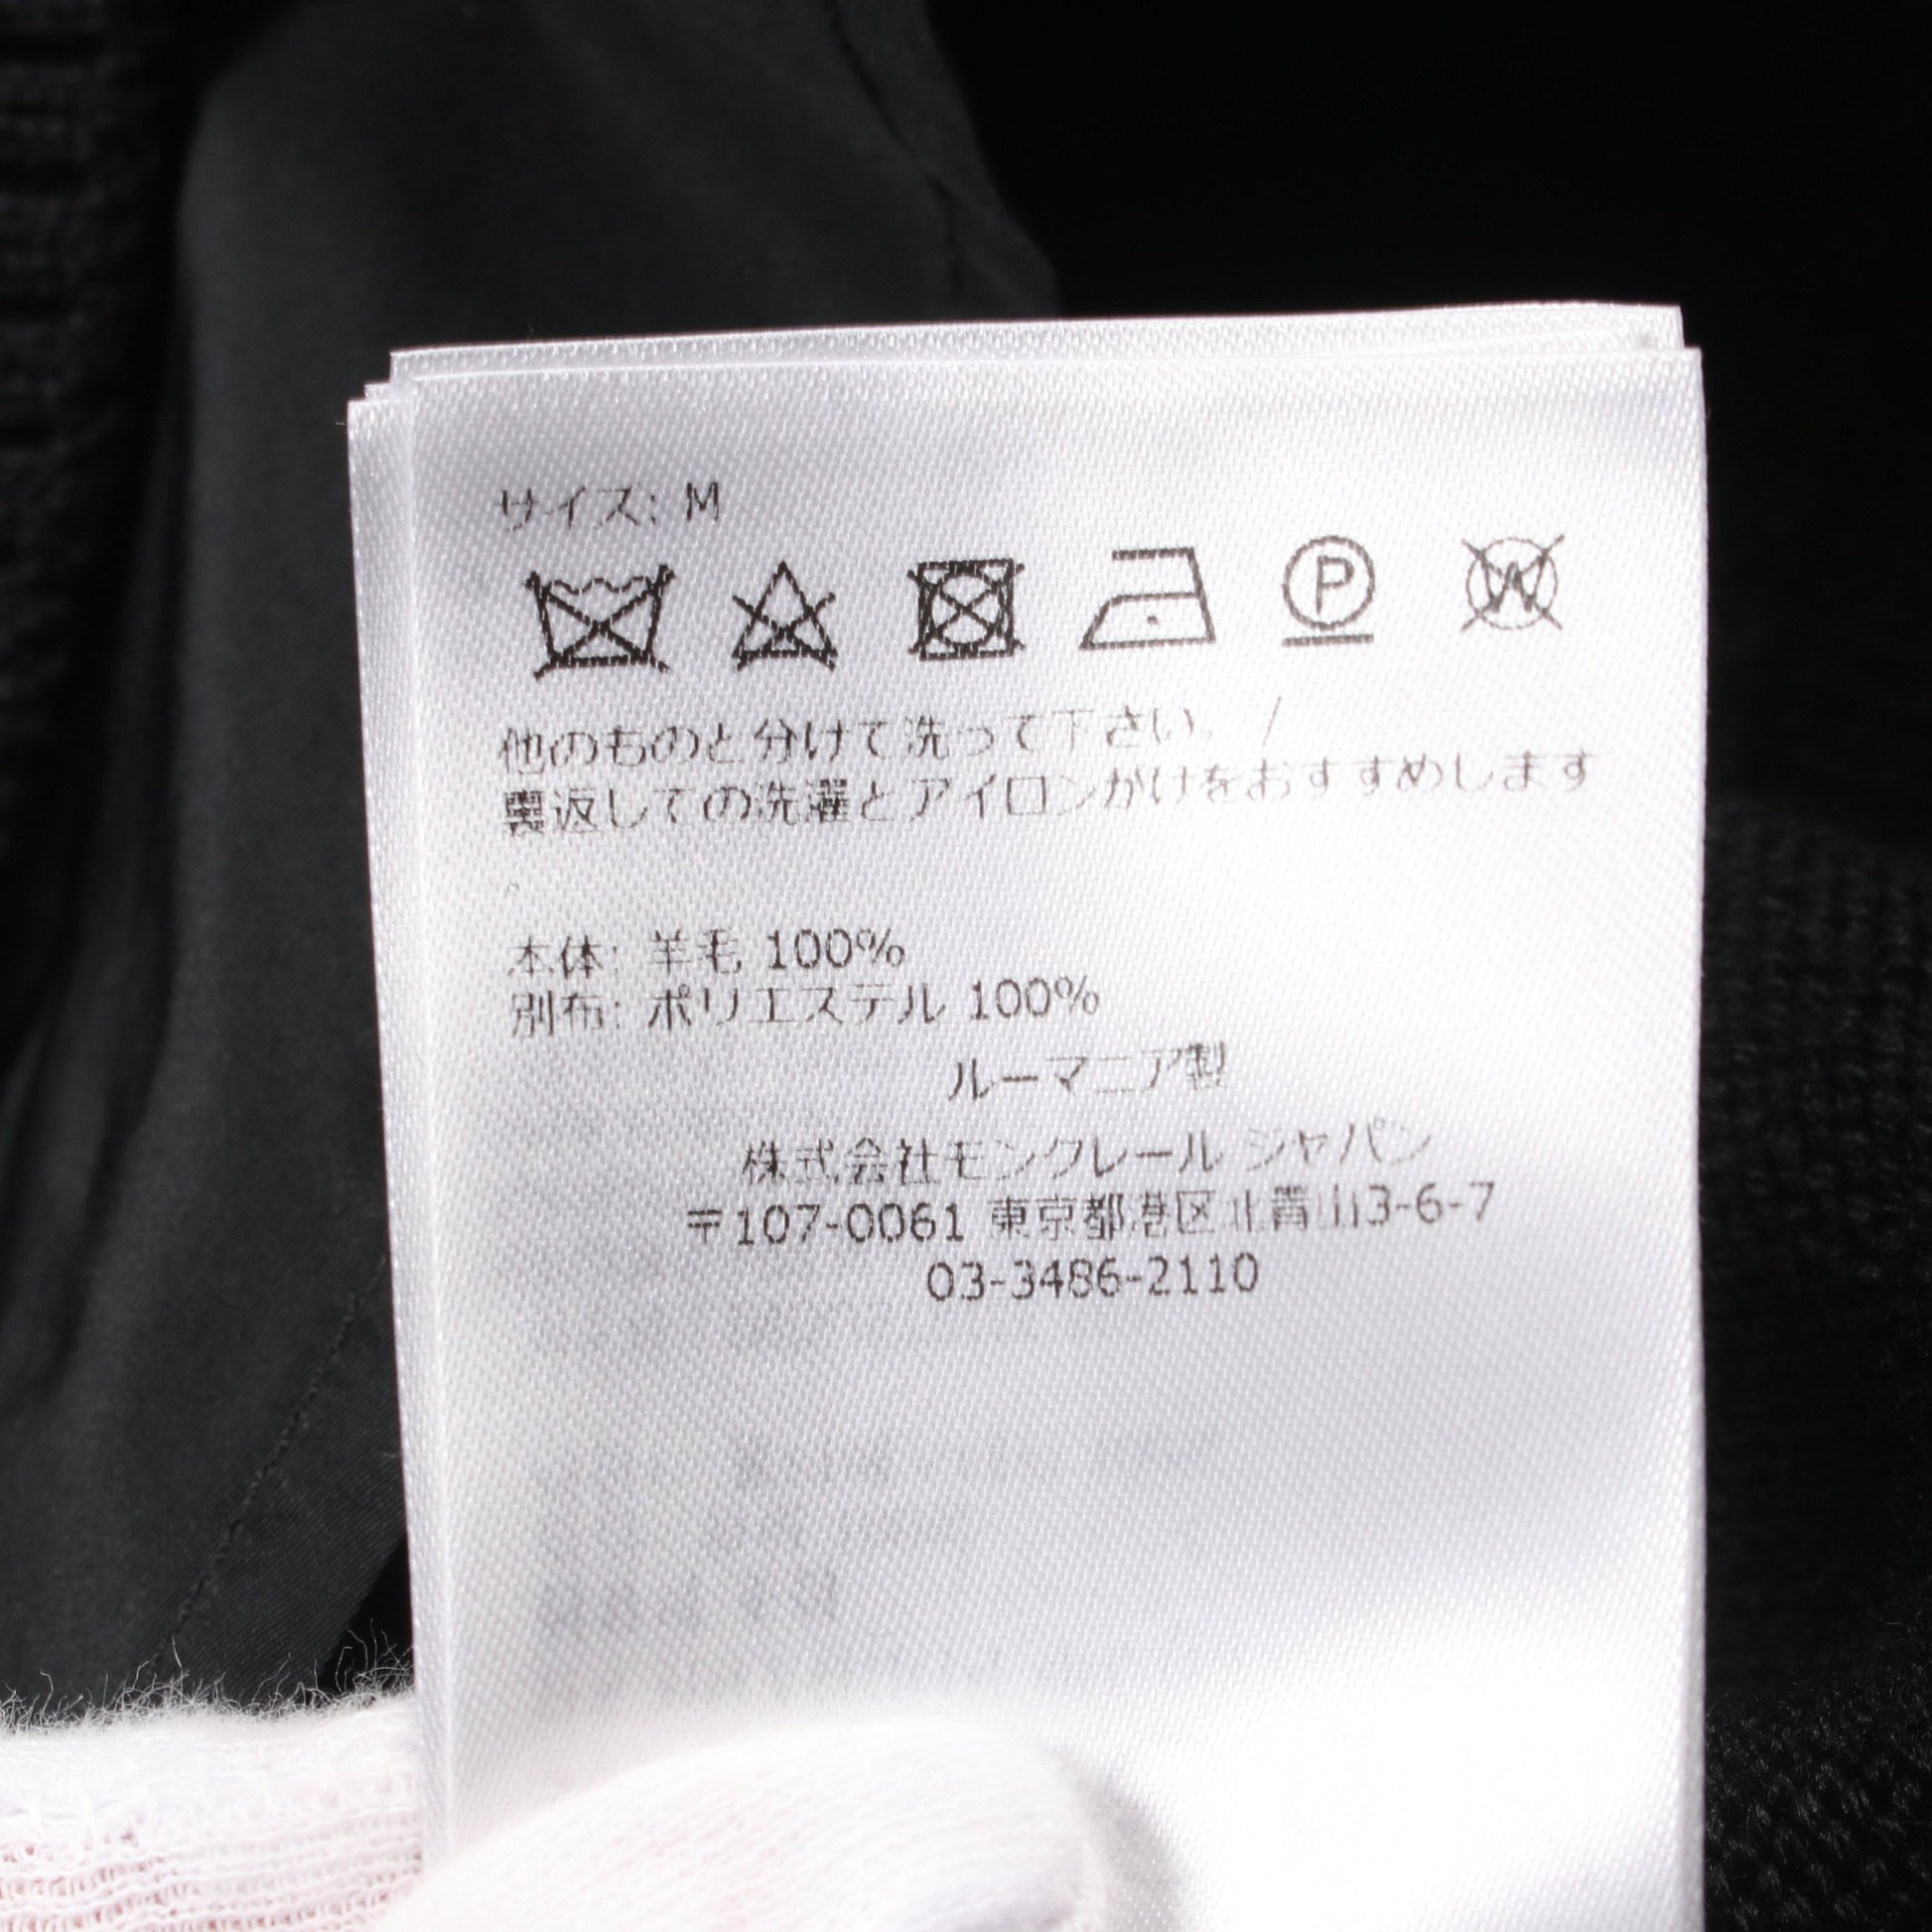 サイズ: M
P W
他のものと分けて洗って下さい。 /
裏返しての洗濯とアイロンがけをおすすめします
。
本体: 羊毛 100%
別布: ポリエステル 100%
ルーマニア製
株式会社モンクレール ジャパン
〒107-0061 東京都港区北青山3-6-7
03-3486-2110